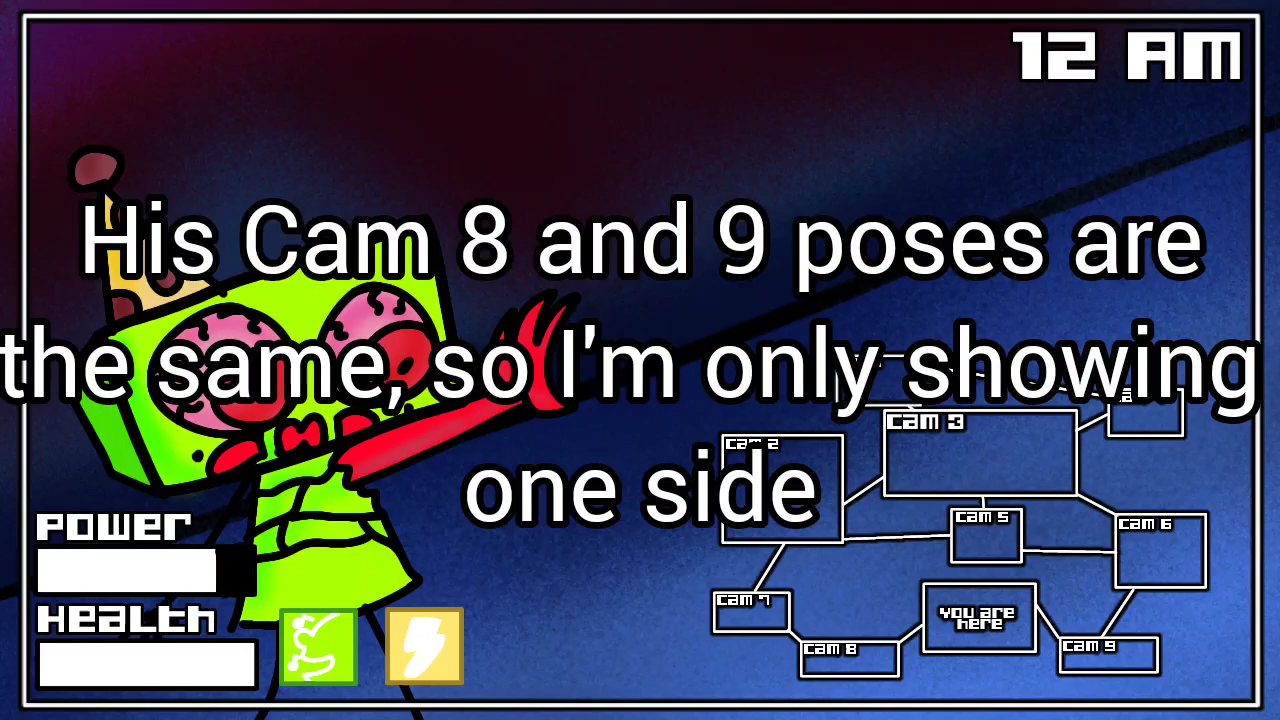 12 AM
His Cam 8 and 9 poses are
the same, so I'm only showing
one side
Cam 2
Cam 3
Cam 5
Cam 6
Power
Health
Cam 7
You are
here
Cam 8
Cam 9